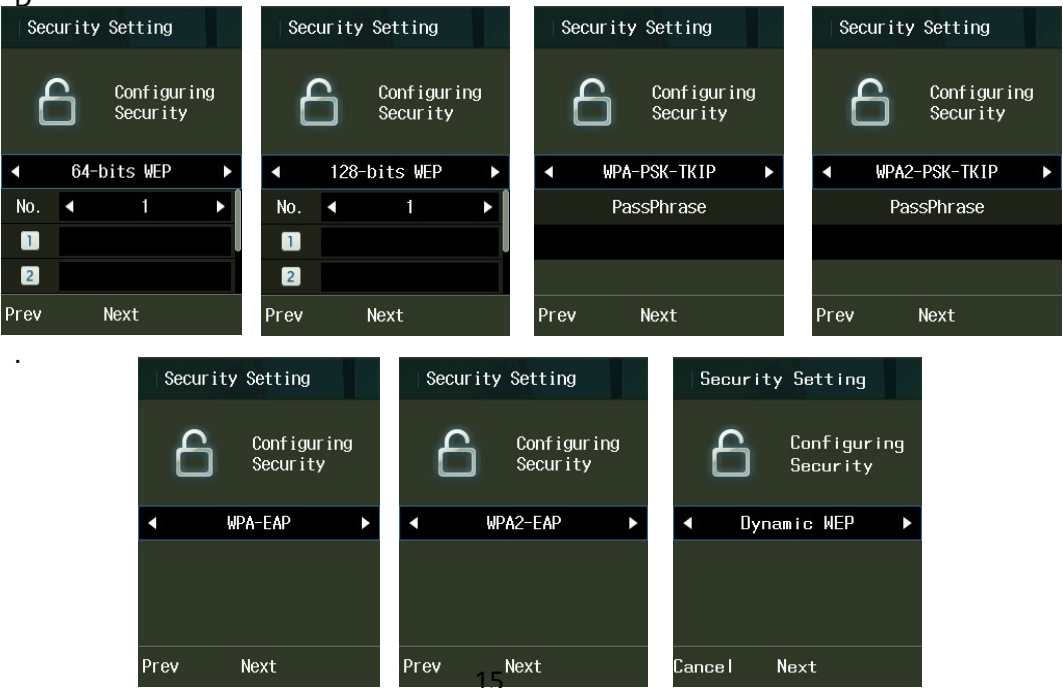 Security Setting
Configuring
Security
64-bits WEP
No. 1
1
2
Prev Next
Security Setting
Configuring
Security
128-bits WEP
No. 1
1
2
Prev Next
Security Setting
Configuring
Security
WPA-PSK-TKIP
PassPhrase
Prev Next
Security Setting
Configuring
Security
WPA2-PSK-TKIP
PassPhrase
Prev Next
.
Security Setting
Configuring
Security
WPA-EAP
Prev Next
Security Setting
Configuring
Security
WPA2-EAP
Prev Next
Security Setting
Configuring
Security
Dynamic WEP
Cancel Next
15